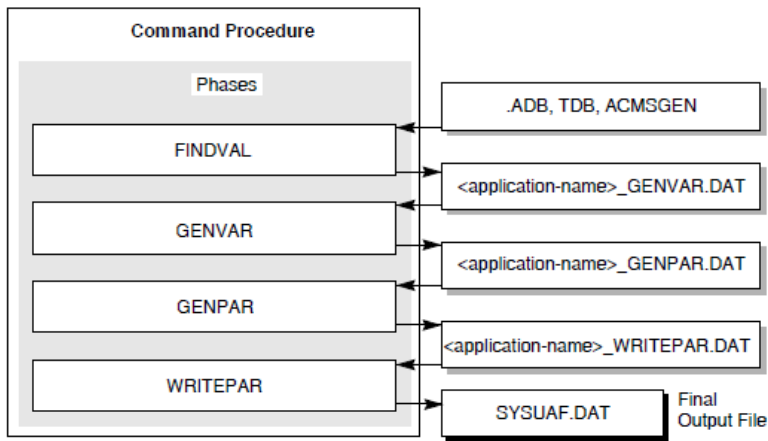 Command Procedure
Phases
.ADB, TDB, ACMSGEN
FINDVAL
<application-name>_GENVAR.DAT
GENVAR
<application-name>_GENPAR.DAT
GENPAR
<application-name>_WRITEPAR.DAT
WRITEPAR
SYSUAF.DAT
Final
Output File